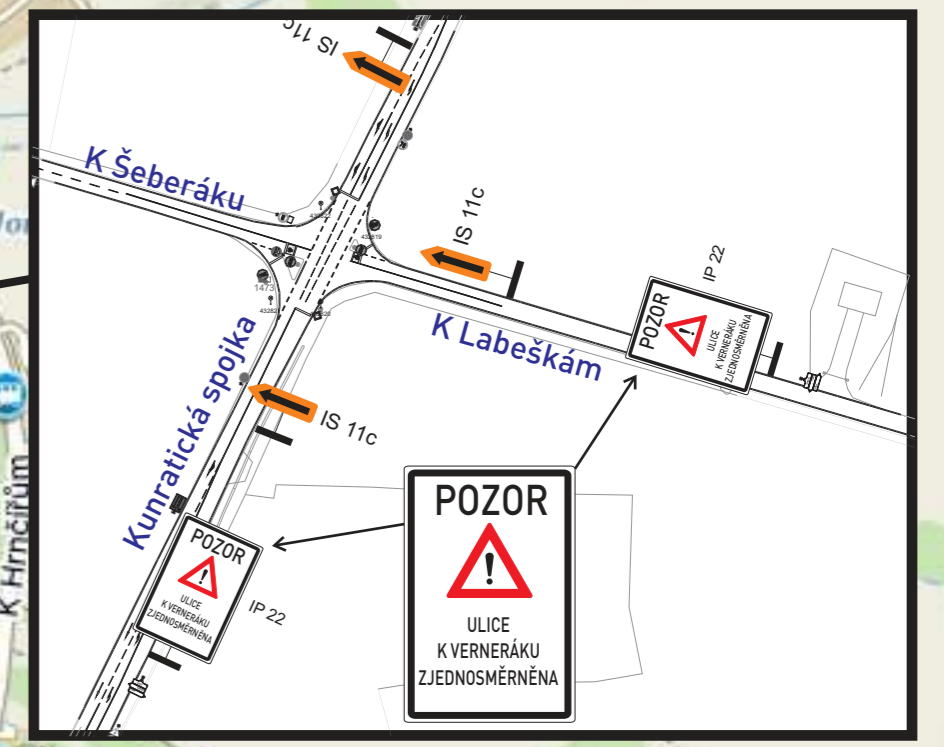 IS 11c
K Šeberáku
IS 11c
IP 22
POZOR
ULICE
K VERNERÁKU
ZJEDNOSMĚRNĚNA
K Labeškám
1473
Kunratická spojka
IS 11c
POZOR
ULICE
K VERNERÁKU
ZJEDNOSMĚRNĚNA
IP 22
POZOR
!
ULICE
K VERNERÁKU
ZJEDNOSMĚRNĚNA
K Hrnčířům